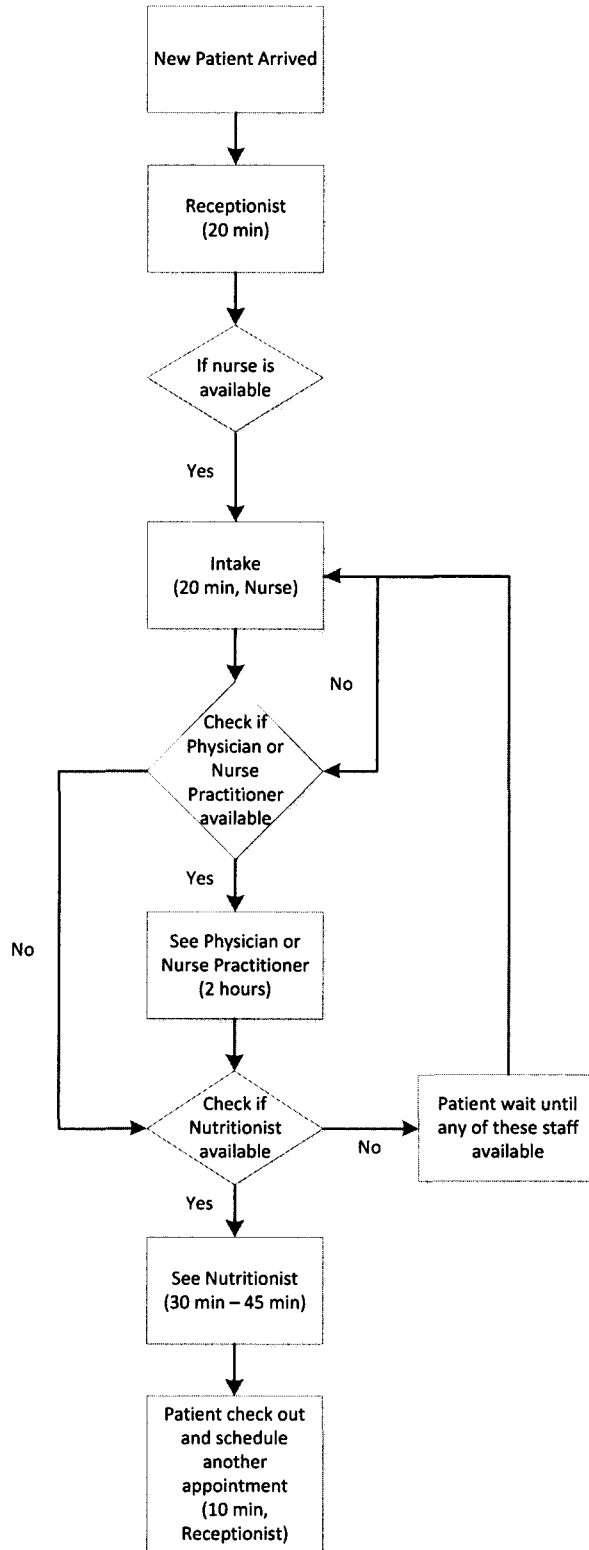 New Patient Arrived
Receptionist
(20 min)
If nurse is
available
Yes
Intake
(20 min, Nurse)
No
Check if
Physician or
Nurse
Practitioner
available
Yes
No
See Physician or
Nurse Practitioner
(2 hours)
Check if
Nutritionist
available
No
Patient wait until
any of these staff
available
Yes
See Nutritionist
(30 min – 45 min)
Patient check out
and schedule
another
appointment
(10 min,
Receptionist)